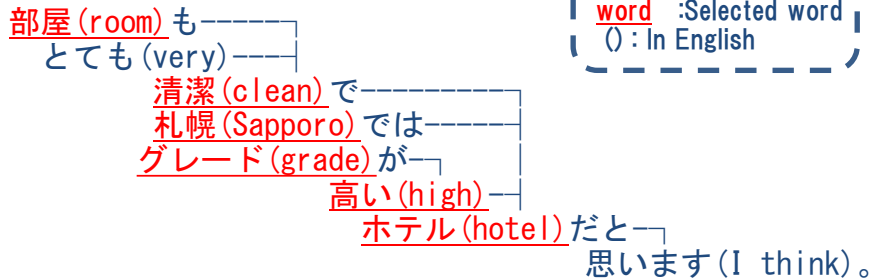 部屋(room)も-----┐
とても(very)---┤
清潔(clean)で---------┐
札幌(Sapporo)では-----┤
グレード(grade)が-┐ │
高い(high)-┤
ホテル(hotel)だと-┐
思います(I think)。
word :Selected word
() : In English